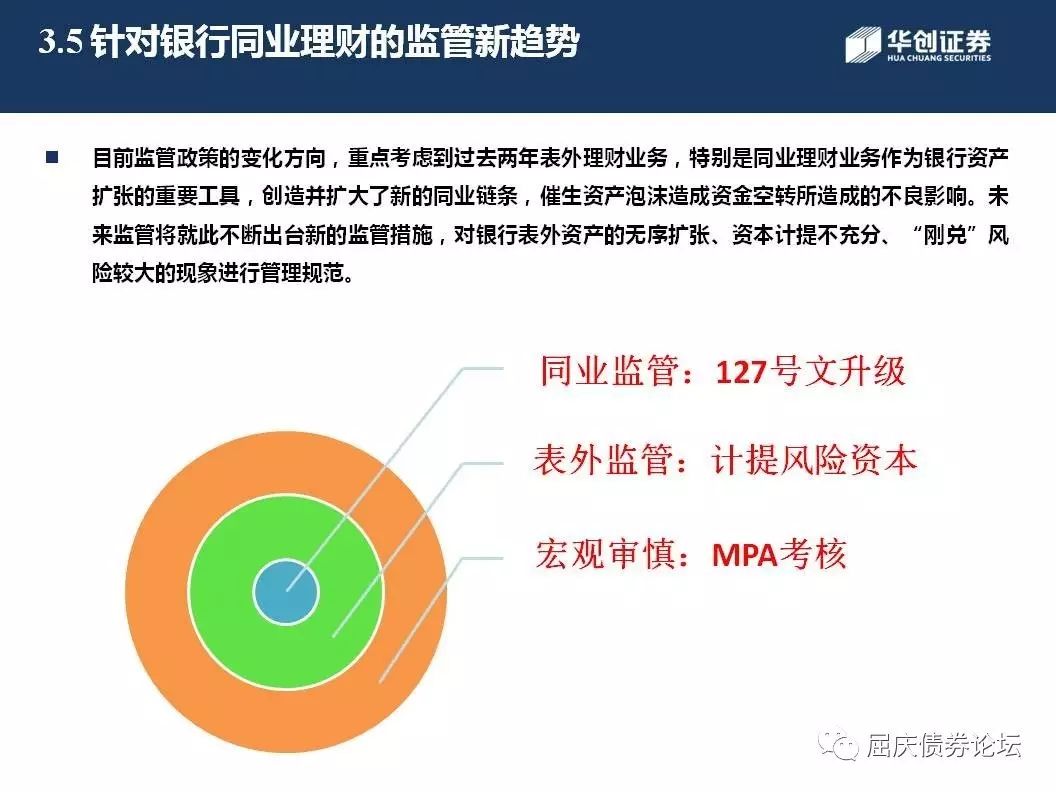 3.5 针对银行同业理财的监管新趋势
华创证券
HUA CHUANG SECURITIES
目前监管政策的变化方向，重点考虑到过去两年表外理财业务，特别是同业理财业务作为银行资产
扩张的重要工具，创造并扩大了新的同业链条，催生资产泡沫造成资金空转所造成的不良影响。未
来监管将就此不断出台新的监管措施，对银行表外资产的无序扩张、资本计提不充分、“刚兑”风
险较大的现象进行管理规范。
同业监管：127号文升级
表外监管：计提风险资本
宏观审慎：MPA考核
屈庆债券论坛